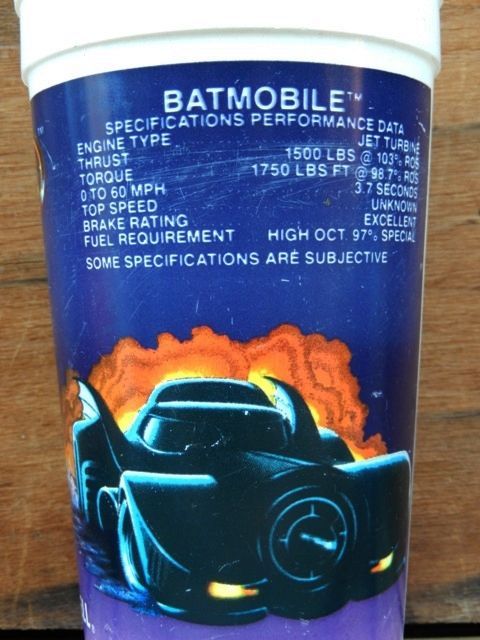 BATMOBILE™
SPECIFICATIONS PERFORMANCE DATA
ENGINE TYPE JET TURBINE
THRUST 1500 LBS @ 103% ROS
TORQUE 1750 LBS FT @ 98.7% ROS
0 TO 60 MPH 3.7 SECONDS
TOP SPEED UNKNOWN
BRAKE RATING EXCELLENT
FUEL REQUIREMENT HIGH OCT. 97% SPECIAL
SOME SPECIFICATIONS ARE SUBJECTIVE